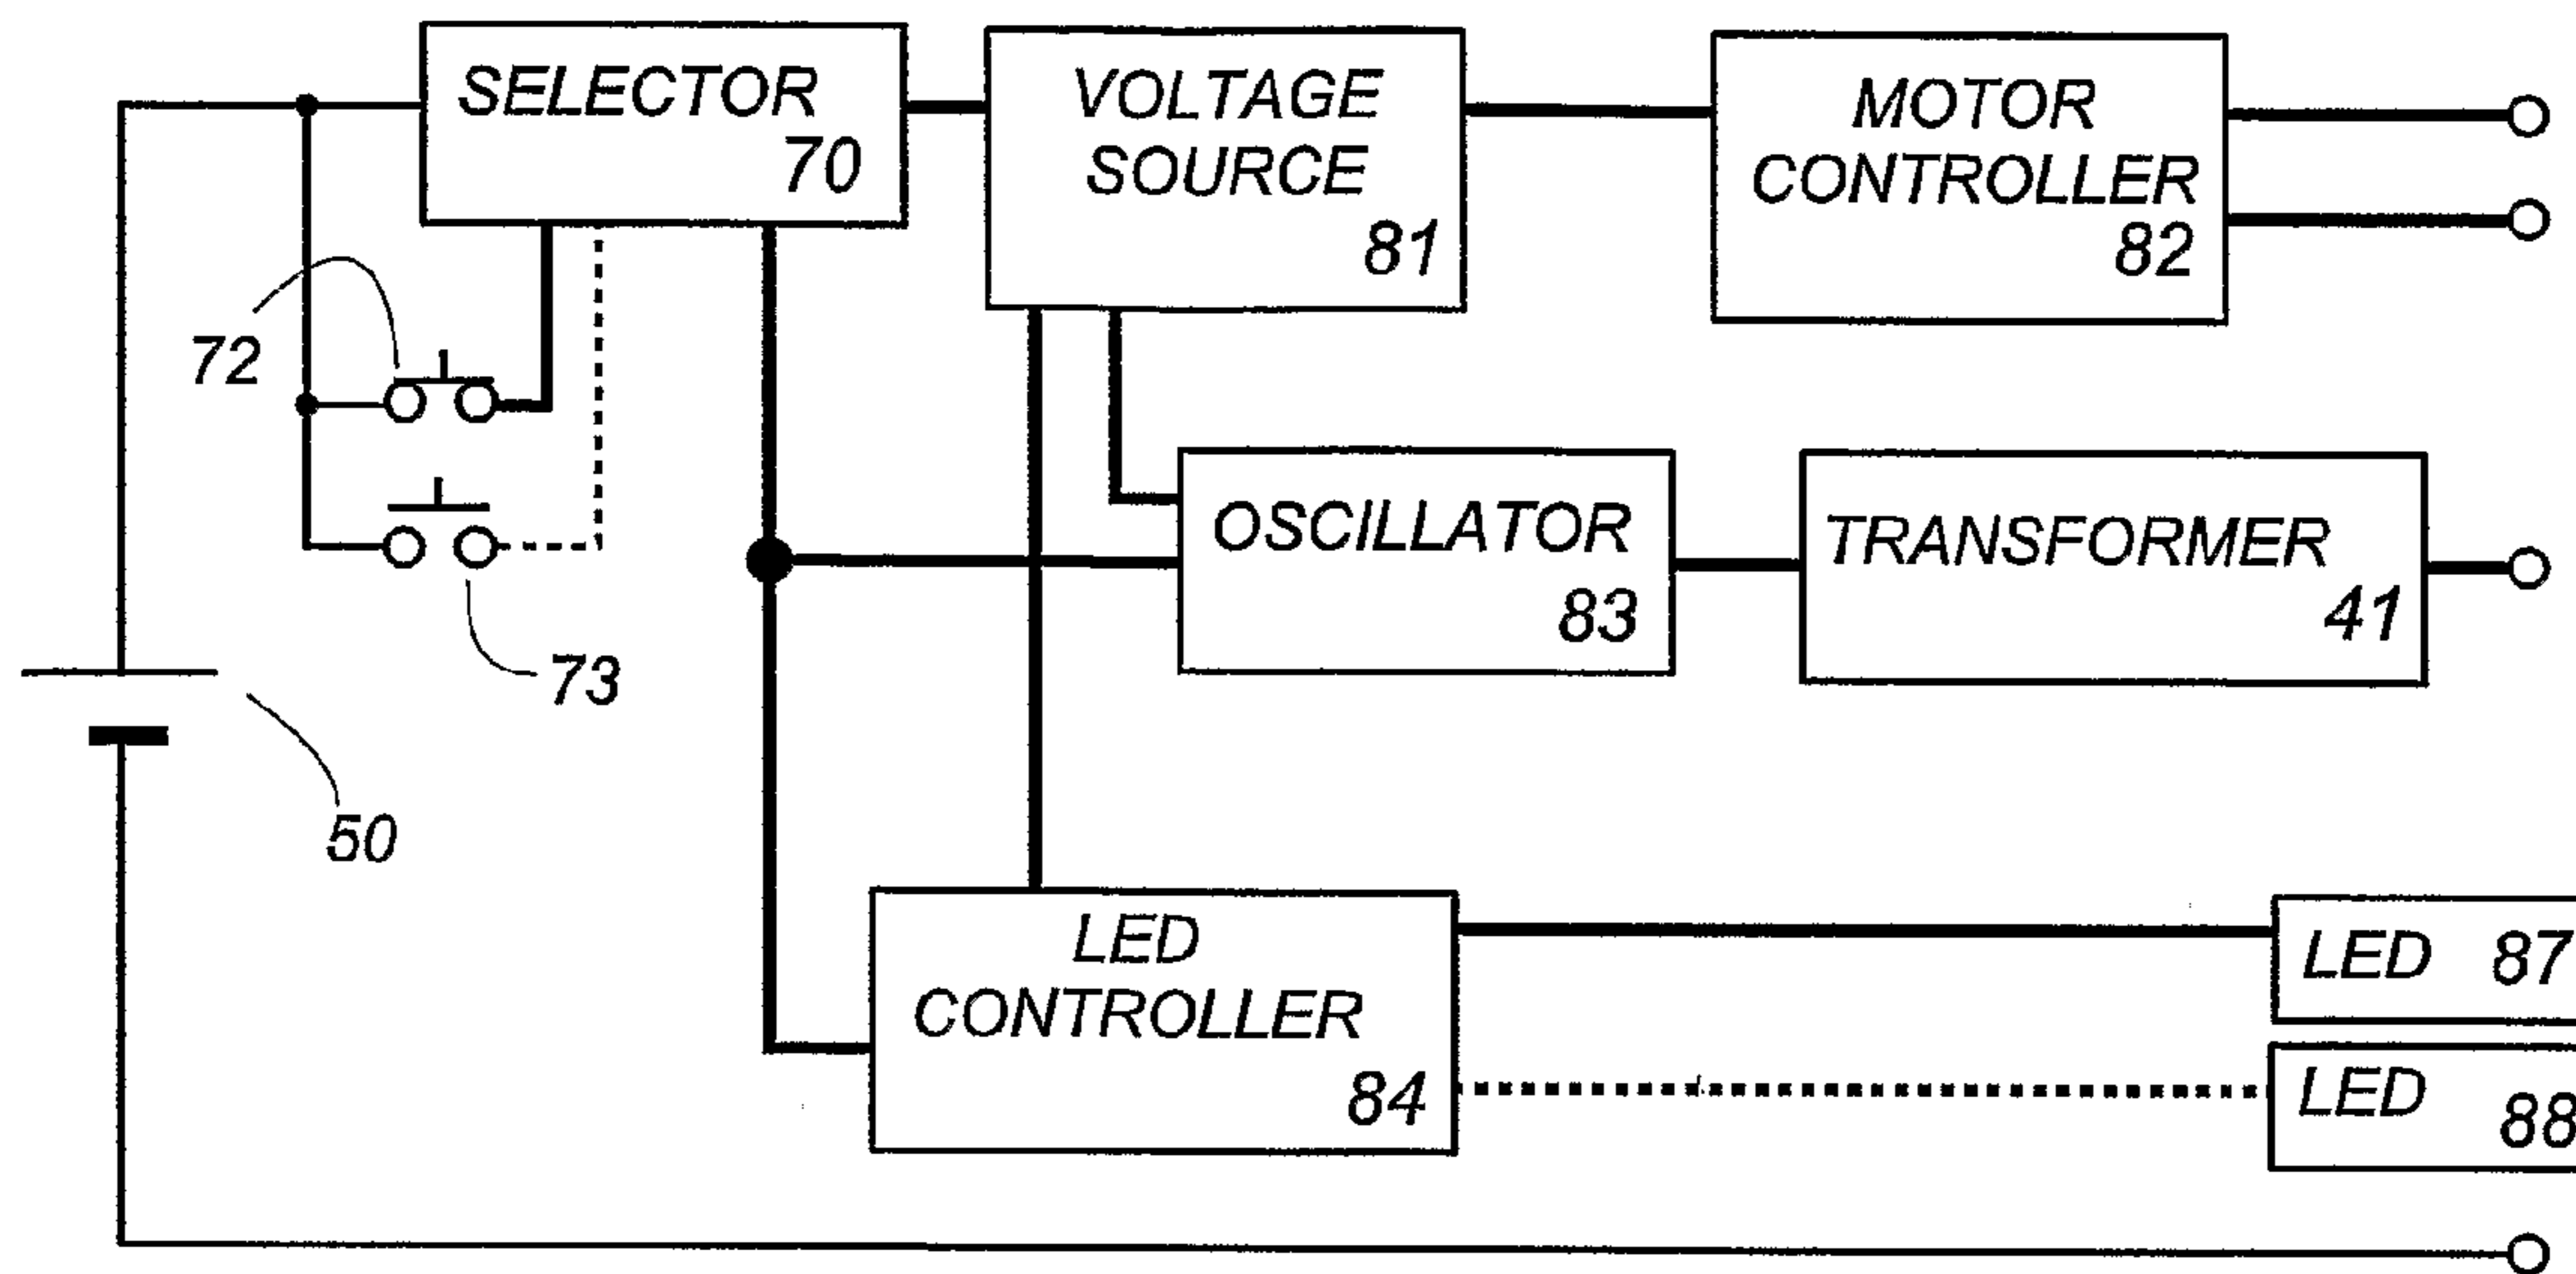 SELECTOR
70
VOLTAGE
SOURCE
81
MOTOR
CONTROLLER
82
72
OSCILLATOR
83
TRANSFORMER
41
73
50
LED
CONTROLLER
84
LED 87
LED 88